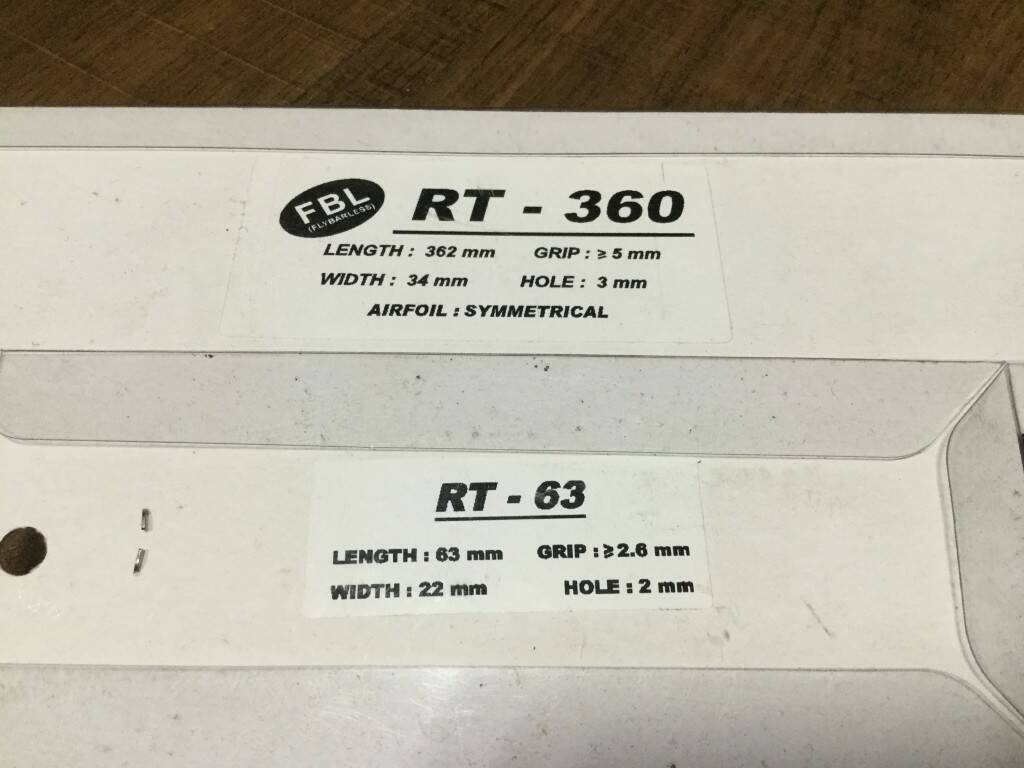 FBL
(FLYBARLESS)
RT - 360
LENGTH : 362 mm GRIP : ≥ 5 mm
WIDTH : 34 mm HOLE : 3 mm
AIRFOIL : SYMMETRICAL
RT - 63
LENGTH : 63 mm GRIP : ≥ 2.6 mm
WIDTH : 22 mm HOLE : 2 mm